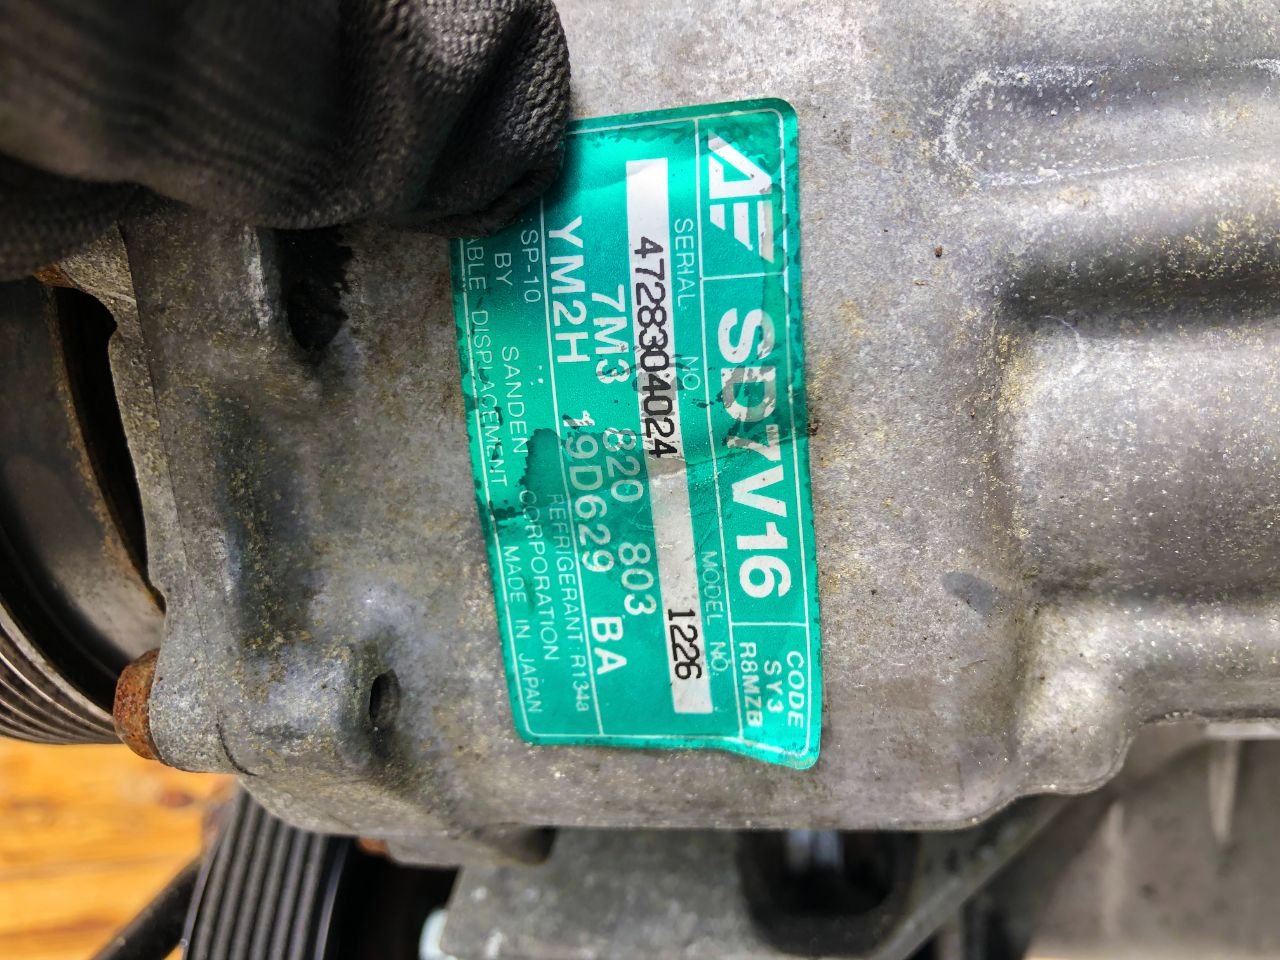 SD7V16
CODE
SY3
R8MZB
SERIAL NO. MODEL NO.
4728304024 1226
7M3 820 803
YM2H 19D629 BA
SP-10 REFRIGERANT:R134a
BY SANDEN CORPORATION
ABLE DISPLACEMENT MADE IN JAPAN